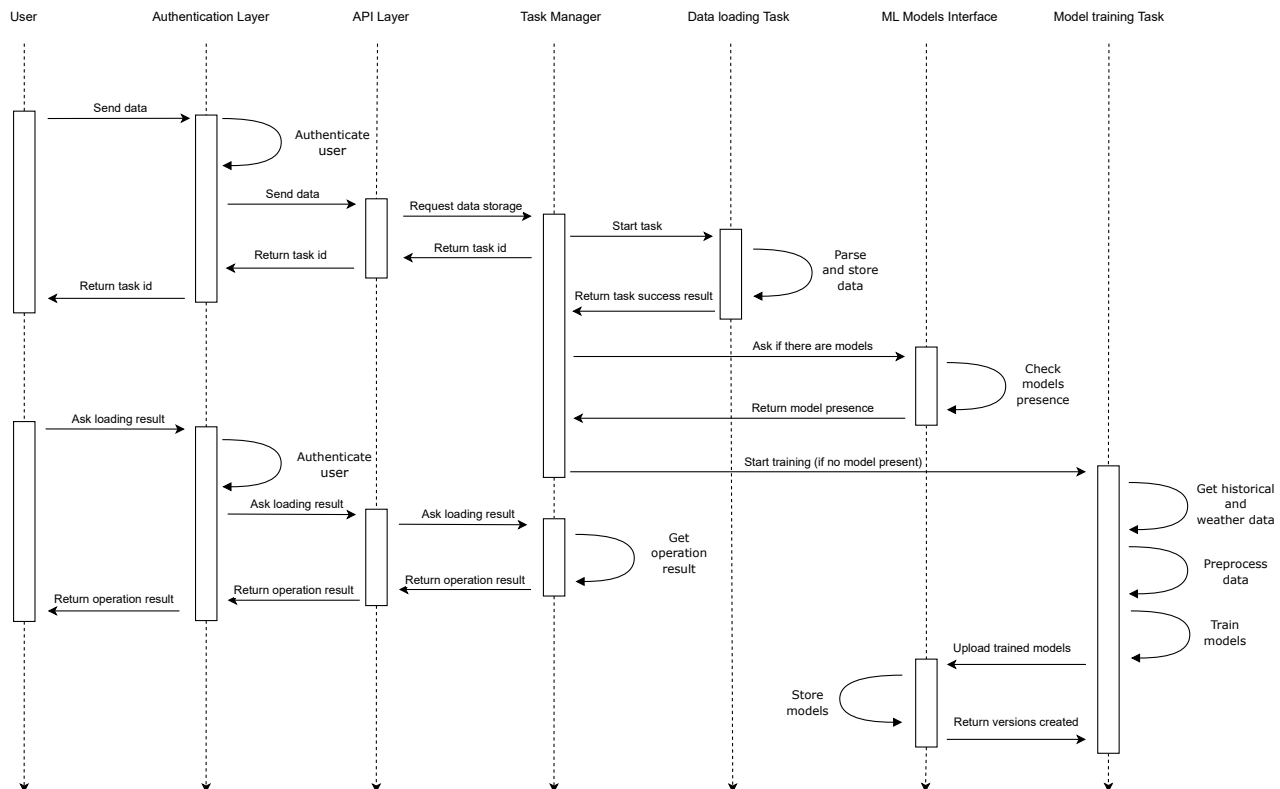 User
Authentication Layer
API Layer
Task Manager
Data loading Task
ML Models Interface
Model training Task
Send data
Authenticate
user
Send data
Request data storage
Start task
Return task id
Return task id
Return task id
Parse
and store
data
Return task success result
Ask if there are models
Check
models
presence
Return model presence
Ask loading result
Authenticate
user
Start training (if no model present)
Get historical
and
weather data
Ask loading result
Ask loading result
Get
operation
result
Preprocess
data
Return operation result
Return operation result
Return operation result
Train
models
Upload trained models
Store
models
Return versions created